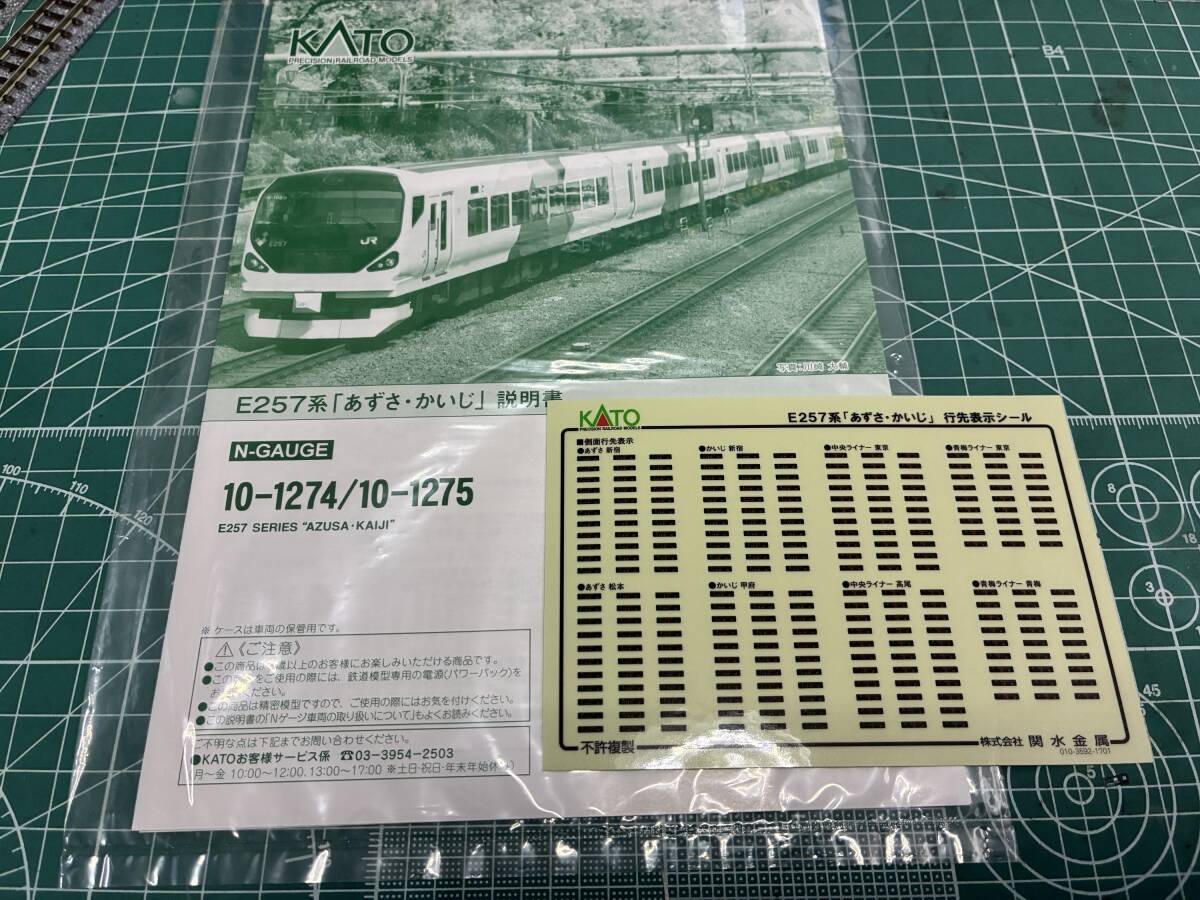 KATO
PRECISION RAILROAD MODELS
B4
JR
E257
写真:川崎 大輔
E257系「あずさ・かいじ」説明書
N-GAUGE
10-1274/10-1275
E257 SERIES "AZUSA・KAIJI"
※ ケースは車両の保管用です。
⚠《ご注意》
●この商品は 歳以上のお客様にお楽しみいただける商品です。
●この をご使用の際には、鉄道模型専用の電源(パワーパック)を
お ください。
●この商品は精密模型ですので、ご使用の際にはお気を付けください。
●この説明書の「Nゲージ車両の取り扱いについて」もよくお読みください。
ご不明な点は下記までお問い合わせください。
●KATOお客様サービス係 ☎03-3954-2503
月〜金 10:00〜12:00、13:00〜17:00 ※土日・祝日・年末年始休
KATO
PRECISION RAILROAD MODELS
E257系「あずさ・かいじ」 行先表示シール
■側面行先表示
●あずさ 新宿
●かいじ 新宿
●中央ライナー 東京
●青梅ライナー 東京
●あずさ 松本
●かいじ 甲府
●中央ライナー 高尾
●青梅ライナー 青梅
不許複製
株式会社 関水金属
010-3592-1701
100
110
120
8
18
3
45
5